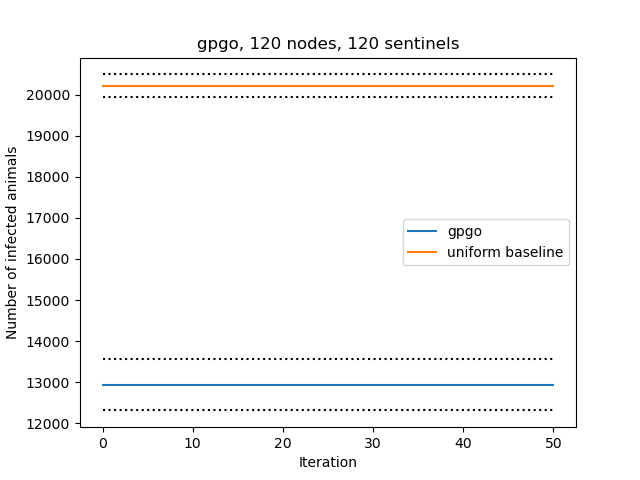 gpgo, 120 nodes, 120 sentinels
20000
19000
18000
17000
16000
15000
14000
13000
12000
Number of infected animals
gpgo
uniform baseline
0 10 20 30 40 50
Iteration